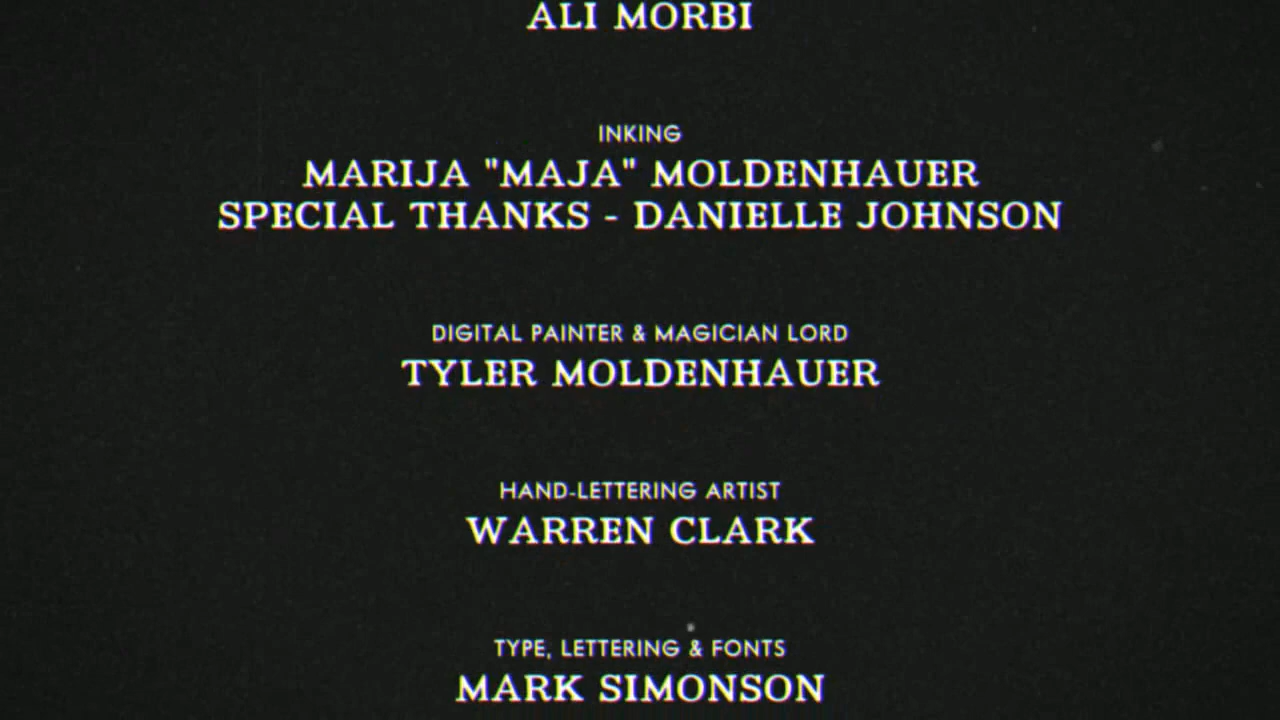 ALI MORBI
INKING
MARIJA "MAJA" MOLDENHAUER
SPECIAL THANKS - DANIELLE JOHNSON
DIGITAL PAINTER & MAGICIAN LORD
TYLER MOLDENHAUER
HAND-LETTERING ARTIST
WARREN CLARK
TYPE, LETTERING & FONTS
MARK SIMONSON